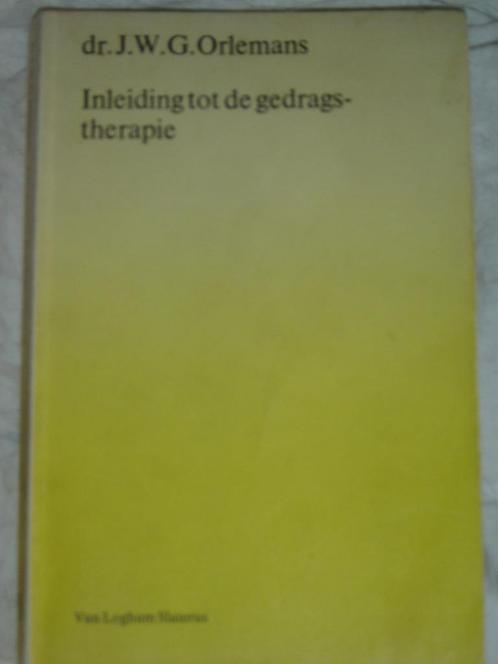 dr. J.W.G.Orlemans
Inleiding tot de gedrags-
therapie
Van Loghum Slaterus